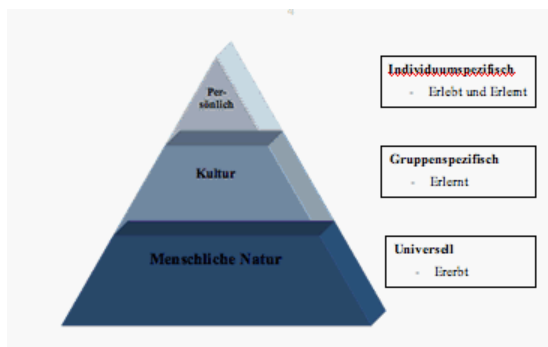 Per-
sönlich
Kultur
Menschliche Natur
Individuumspezifisch
- Erlebt und Erlernt
Gruppenspezifisch
- Erlernt
Universell
- Ererbt